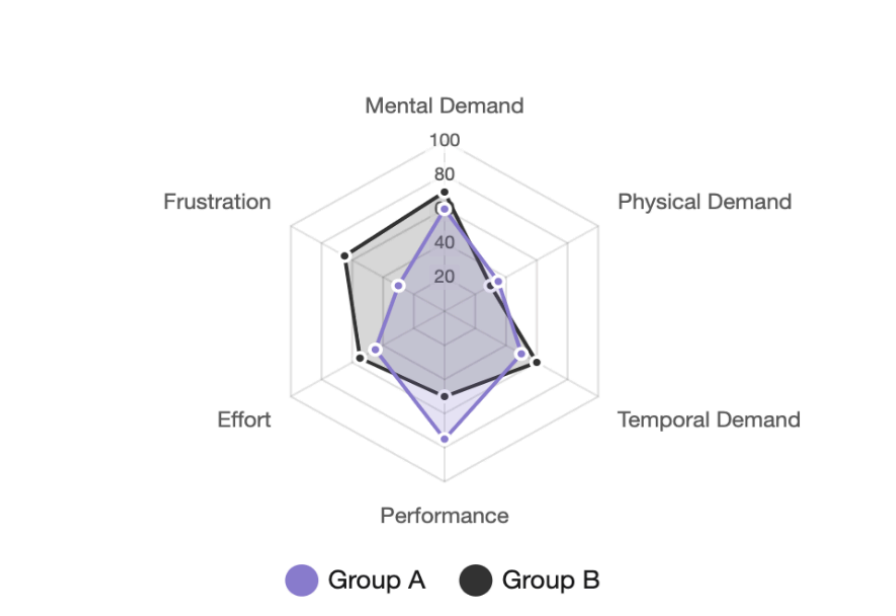 Mental Demand
100
80
40
20
Frustration
Physical Demand
Effort
Temporal Demand
Performance
Group A
Group B